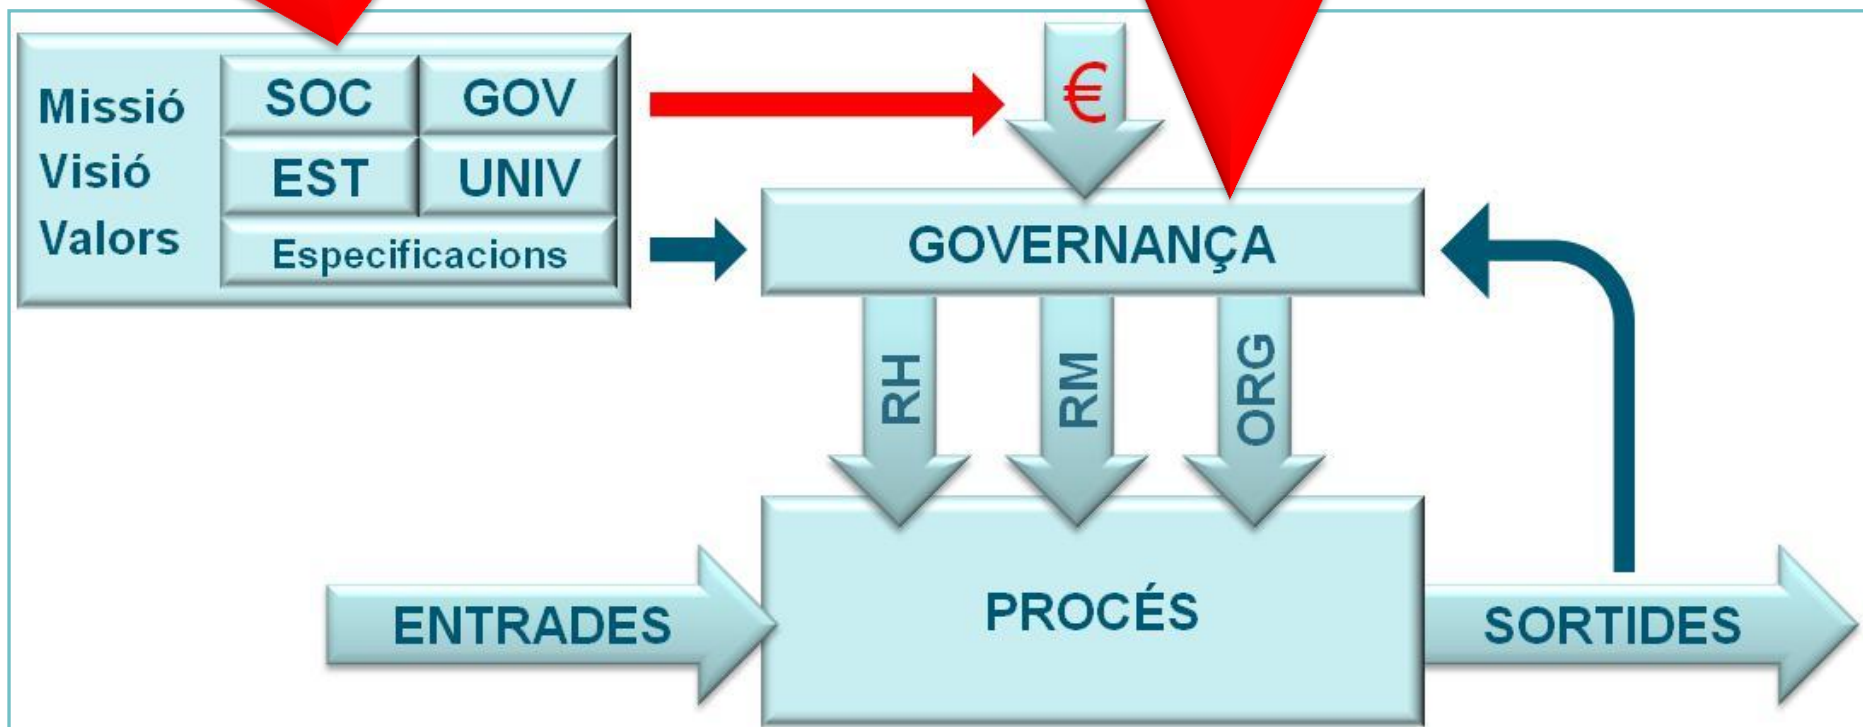 Missió
Visió
Valors
SOC
GOV
EST
UNIV
Especificacions
€
GOVERNANÇA
RH
RM
ORG
ENTRADES
PROCÉS
SORTIDES